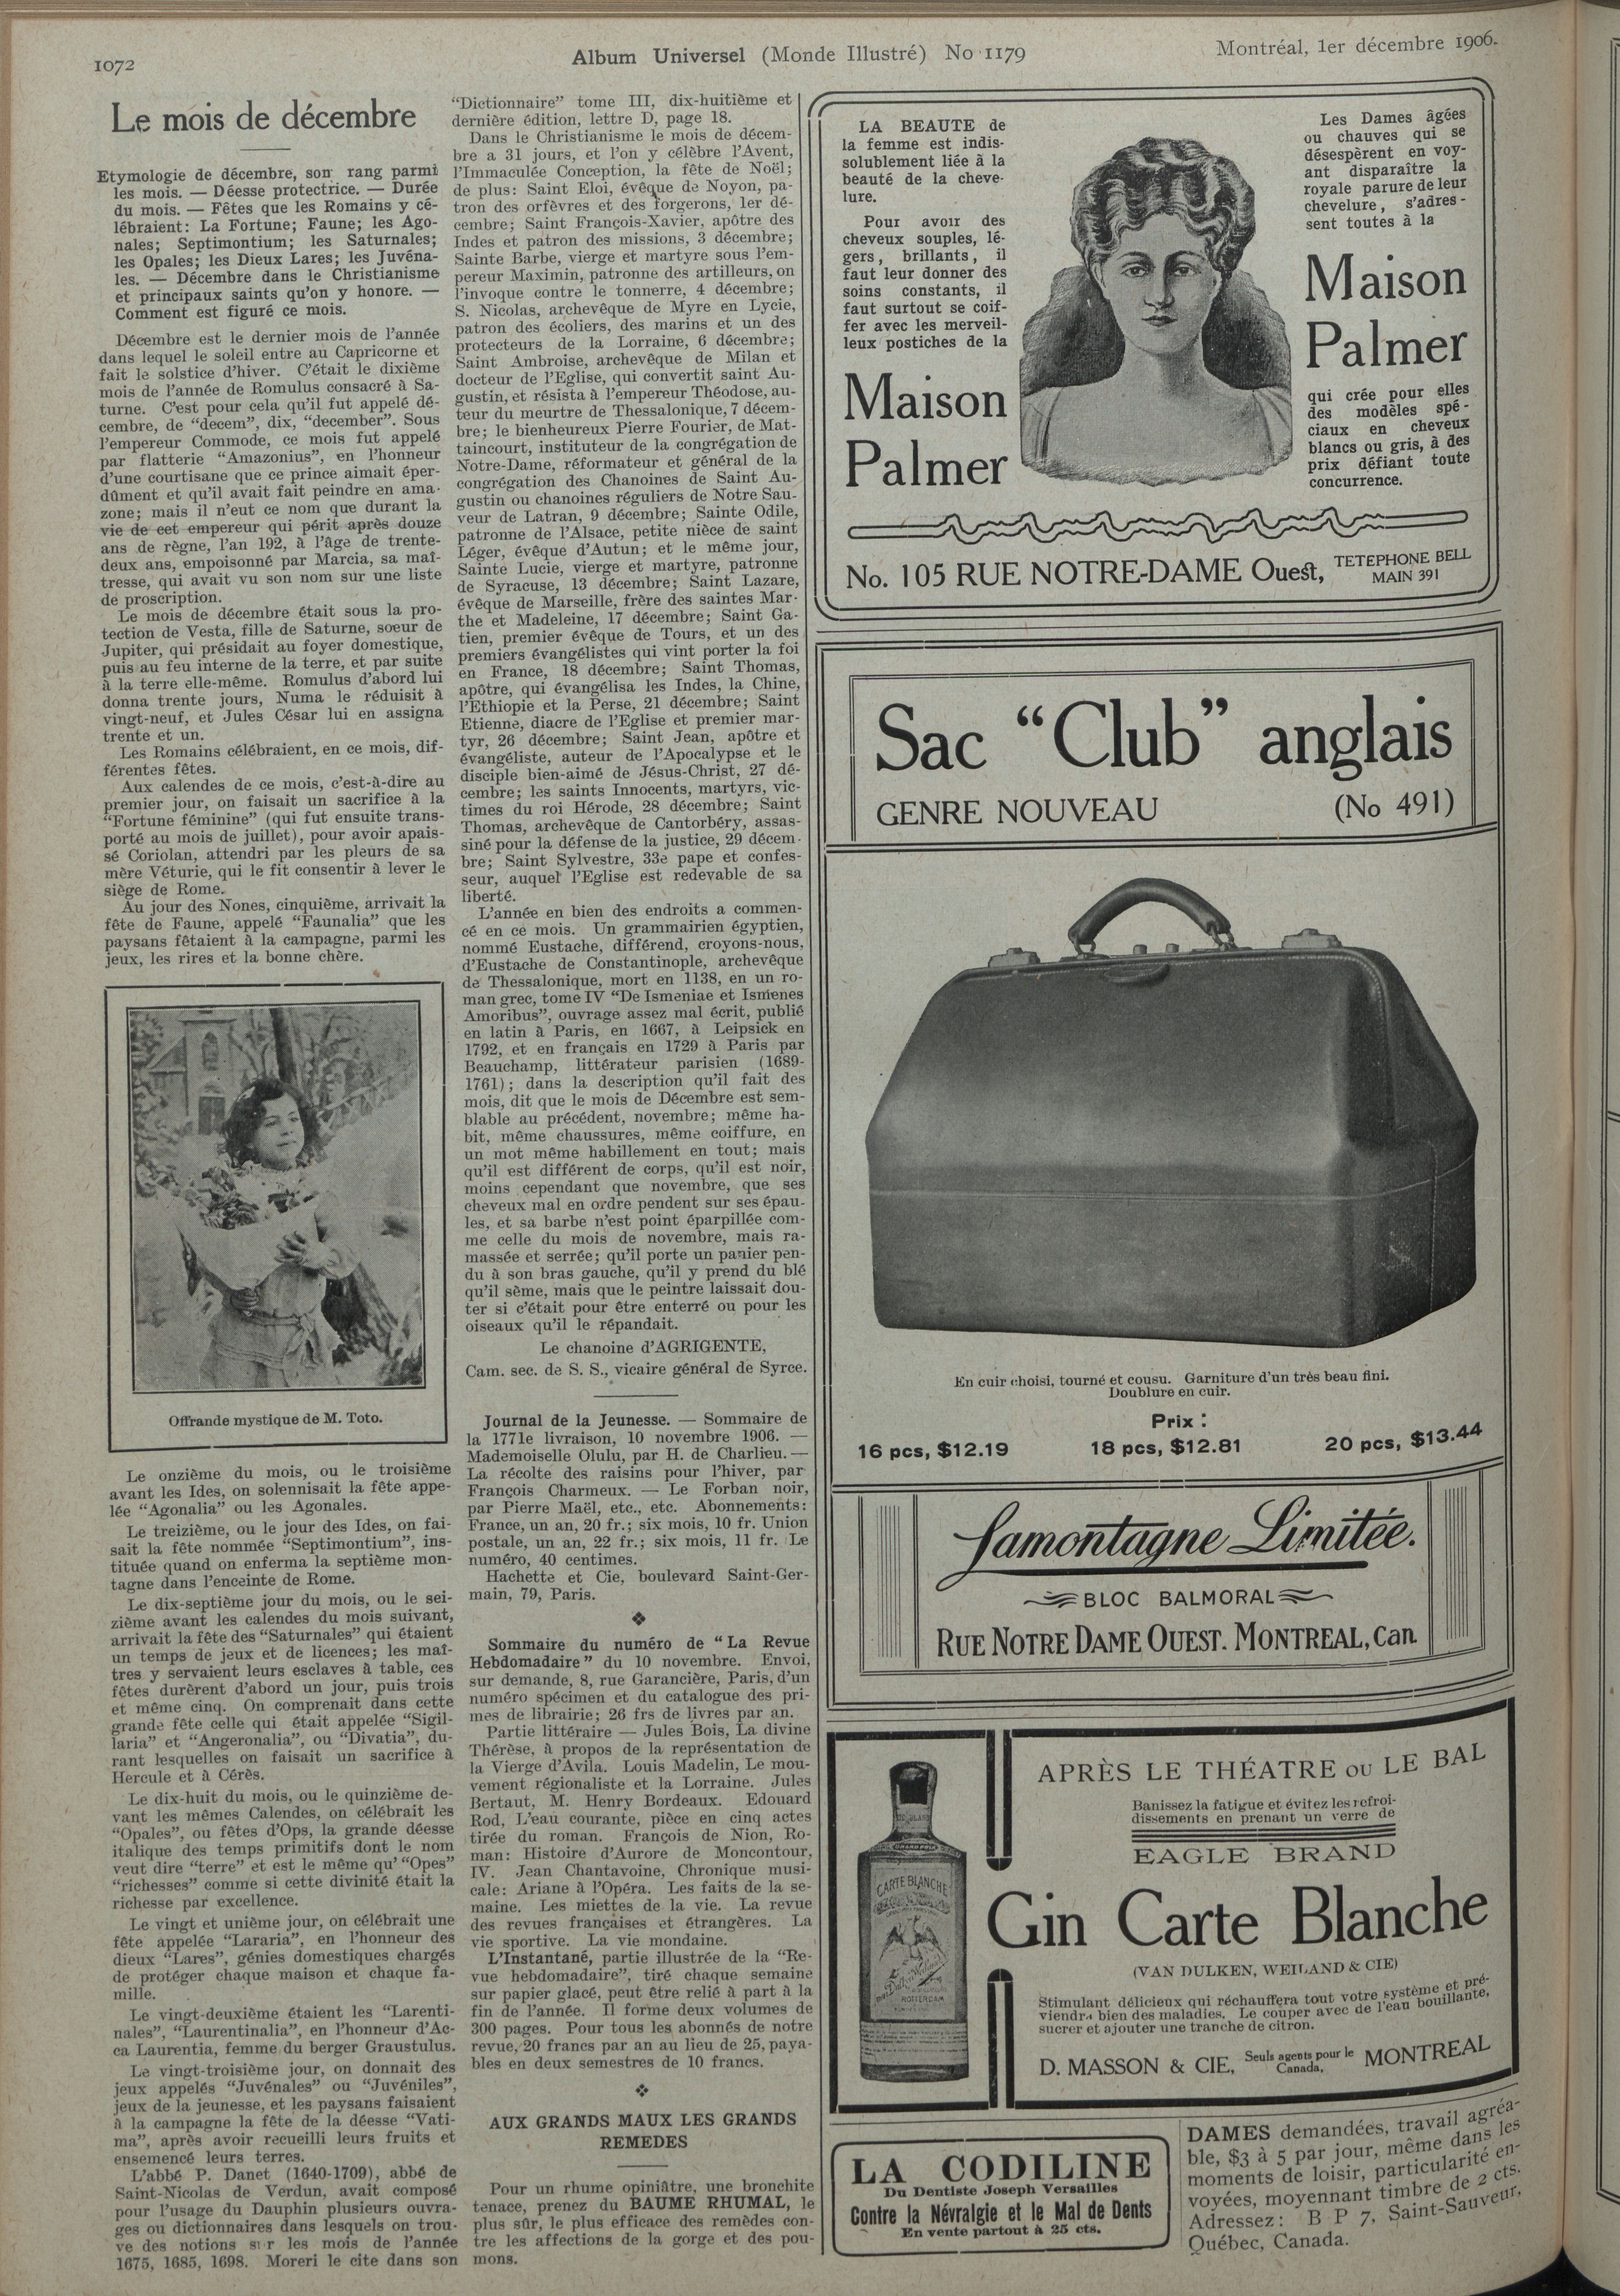 1072
Album Universel (Monde Illustré) No 1179
Montréal, 1er décembre 1906.
Le mois de décembre
Etymologie de décembre, son rang parmi
les mois. — Déesse protectrice. — Durée
du mois. — Fêtes que les Romains y cé-
lébraient: La Fortune; Faune; les Ago-
nales; Septimontium; les Saturnales;
les Opales; les Dieux Lares; les Juvéna-
les. — Décembre dans le Christianisme
et principaux saints qu'on y honore. —
Comment est figuré ce mois.
Décembre est le dernier mois de l'année
dans lequel le soleil entre au Capricorne et
fait le solstice d'hiver. C'était le dixième
mois de l'année de Romulus consacré à Sa-
turne. C'est pour cela qu'il fut appelé dé-
cembre, de "decem", dix, "december". Sous
l'empereur Commode, ce mois fut appelé
par flatterie "Amazonius", en l'honneur
d'une courtisane que ce prince aimait éper-
dûment et qu'il avait fait peindre en ama-
zone; mais il n'eut ce nom que durant la
vie de cet empereur qui périt après douze
ans de règne, l'an 192, à l'âge de trente-
deux ans, empoisonné par Marcia, sa maî-
tresse, qui avait vu son nom sur une liste
de proscription.
Le mois de décembre était sous la pro-
tection de Vesta, fille de Saturne, soeur de
Jupiter, qui présidait au foyer domestique,
puis au feu interne de la terre, et par suite
à la terre elle-même. Romulus d'abord lui
donna trente jours, Numa le réduisit à
vingt-neuf, et Jules César lui en assigna
trente et un.
Les Romains célébraient, en ce mois, dif-
férentes fêtes.
Aux calendes de ce mois, c'est-à-dire au
premier jour, on faisait un sacrifice à la
"Fortune féminine" (qui fut ensuite trans-
porté au mois de juillet), pour avoir apais-
sé Coriolan, attendri par les pleurs de sa
mère Véturie, qui le fit consentir à lever le
siège de Rome.
Au jour des Nones, cinquième, arrivait la
fête de Faune, appelé "Faunalia" que les
paysans fêtaient à la campagne, parmi les
jeux, les rires et la bonne chère.
Offrande mystique de M. Toto.
Le onzième du mois, ou le troisième
avant les Ides, on solennisait la fête appe-
lée "Agonalia" ou les Agonales.
Le treizième, ou le jour des Ides, on fai-
sait la fête nommée "Septimontium", ins-
tituée quand on enferma la septième mon-
tagne dans l'enceinte de Rome.
Le dix-septième jour du mois, ou le sei-
zième avant les calendes du mois suivant,
arrivait la fête des "Saturnales" qui étaient
un temps de jeux et de licences; les maî-
tres y servaient leurs esclaves à table, ces
fêtes durèrent d'abord un jour, puis trois
et même cinq. On comprenait dans cette
grande fête celle qui était appelée "Sigil-
laria" et "Angeronalia", ou "Divatia", du-
rant lesquelles on faisait un sacrifice à
Hercule et à Cérès.
Le dix-huit du mois, ou le quinzième de-
vant les mêmes Calendes, on célébrait les
"Opales", ou fêtes d'Ops, la grande déesse
italique des temps primitifs dont le nom
veut dire "terre" et est le même qu' "Opes"
"richesses" comme si cette divinité était la
richesse par excellence.
Le vingt et unième jour, on célébrait une
fête appelée "Lararia", en l'honneur des
dieux "Lares", génies domestiques chargés
de protéger chaque maison et chaque fa-
mille.
Le vingt-deuxième étaient les "Larenti-
nales", "Laurentinalia", en l'honneur d'Ac-
ca Laurentia, femme du berger Graustulus.
Le vingt-troisième jour, on donnait des
jeux appelés "Juvénales" ou "Juvéniles",
jeux de la jeunesse, et les paysans faisaient
à la campagne la fête de la déesse "Vati-
ma", après avoir recueilli leurs fruits et
ensemencé leurs terres.
L'abbé P. Danet (1640-1709), abbé de
Saint-Nicolas de Verdun, avait composé
pour l'usage du Dauphin plusieurs ouvra-
ges ou dictionnaires dans lesquels on trou-
ve des notions sur les mois de l'année
1675, 1685, 1698. Moreri le cite dans son
"Dictionnaire" tome III, dix-huitième et
dernière édition, lettre D, page 18.
Dans le Christianisme le mois de décem-
bre a 31 jours, et l'on y célèbre l'Avent,
l'Immaculée Conception, la fête de Noël;
de plus: Saint Eloi, évêque de Noyon, pa-
tron des orfèvres et des forgerons, 1er dé-
cembre; Saint François-Xavier, apôtre des
Indes et patron des missions, 3 décembre;
Sainte Barbe, vierge et martyre sous l'em-
pereur Maximin, patronne des artilleurs, on
l'invoque contre le tonnerre, 4 décembre;
S. Nicolas, archevêque de Myre en Lycie,
patron des écoliers, des marins et un des
protecteurs de la Lorraine, 6 décembre;
Saint Ambroise, archevêque de Milan et
docteur de l'Eglise, qui convertit saint Au-
gustin, et résista à l'empereur Théodose, au-
teur du meurtre de Thessalonique, 7 décem-
bre; le bienheureux Pierre Fourier, de Mat-
taincourt, instituteur de la congrégation de
Notre-Dame, réformateur et général de la
congrégation des Chanoines de Saint Au-
gustin ou chanoines réguliers de Notre Sau-
veur de Latran, 9 décembre; Sainte Odile,
patronne de l'Alsace, petite nièce de saint
Léger, évêque d'Autun; et le même jour,
Sainte Lucie, vierge et martyre, patronne
de Syracuse, 13 décembre; Saint Lazare,
évêque de Marseille, frère des saintes Mar-
the et Madeleine, 17 décembre; Saint Ga-
tien, premier évêque de Tours, et un des
premiers évangélistes qui vint porter la foi
en France, 18 décembre; Saint Thomas,
apôtre, qui évangélisa les Indes, la Chine,
l'Ethiopie et la Perse, 21 décembre; Saint
Etienne, diacre de l'Eglise et premier mar-
tyr, 26 décembre; Saint Jean, apôtre et
évangéliste, auteur de l'Apocalypse et le
disciple bien-aimé de Jésus-Christ, 27 dé-
cembre; les saints Innocents, martyrs, vic-
times du roi Hérode, 28 décembre; Saint
Thomas, archevêque de Cantorbéry, assas-
siné pour la défense de la justice, 29 décem-
bre; Saint Sylvestre, 33e pape et confes-
seur, auquel l'Eglise est redevable de sa
liberté.
L'année en bien des endroits a commen-
cé en ce mois. Un grammairien égyptien,
nommé Eustache, différend, croyons-nous,
d'Eustache de Constantinople, archevêque
de Thessalonique, mort en 1138, en un ro-
man grec, tome IV "De Ismeniae et Ismenes
Amoribus", ouvrage assez mal écrit, publié
en latin à Paris, en 1667, à Leipsick en
1792, et en français en 1729 à Paris par
Beauchamp, littérateur parisien (1689-
1761); dans la description qu'il fait des
mois, dit que le mois de Décembre est sem-
blable au précédent, novembre; même ha-
bit, même chaussures, même coiffure, en
un mot même habillement en tout; mais
qu'il est différent de corps, qu'il est noir,
moins cependant que novembre, que ses
cheveux mal en ordre pendent sur ses épau-
les, et sa barbe n'est point éparpillée com-
me celle du mois de novembre, mais ra-
massée et serrée; qu'il porte un panier pen-
du à son bras gauche, qu'il y prend du blé
qu'il sème, mais que le peintre laissait dou-
ter si c'était pour être enterré ou pour les
oiseaux qu'il le répandait.
Le chanoine d'AGRIGENTE,
Cam. sec. de S. S., vicaire général de Syrce.
Journal de la Jeunesse. — Sommaire de
la 1771e livraison, 10 novembre 1906. —
Mademoiselle Olulu, par H. de Charlieu. —
La récolte des raisins pour l'hiver, par
François Charmeux. — Le Forban noir,
par Pierre Maël, etc., etc. Abonnements:
France, un an, 20 fr.; six mois, 10 fr. Union
postale, un an, 22 fr.; six mois, 11 fr. Le
numéro, 40 centimes.
Hachette et Cie, boulevard Saint-Ger-
main, 79, Paris.
Sommaire du numéro de "La Revue
Hebdomadaire" du 10 novembre. Envoi,
sur demande, 8, rue Garancière, Paris, d'un
numéro spécimen et du catalogue des pri-
mes de librairie; 26 frs de livres par an.
Partie littéraire — Jules Bois, La divine
Thérèse, à propos de la représentation de
la Vierge d'Avila. Louis Madelin, Le mou-
vement régionaliste et la Lorraine. Jules
Bertaut, M. Henry Bordeaux. Edouard
Rod, L'eau courante, pièce en cinq actes
tirée du roman. François de Nion, Ro-
man: Histoire d'Aurore de Moncontour,
IV. Jean Chantavoine, Chronique musi-
cale: Ariane à l'Opéra. Les faits de la se-
maine. Les miettes de la vie. La revue
des revues françaises et étrangères. La
vie sportive. La vie mondaine.
L'Instantané, partie illustrée de la "Re-
vue hebdomadaire", tiré chaque semaine
sur papier glacé, peut être relié à part à la
fin de l'année. Il forme deux volumes de
300 pages. Pour tous les abonnés de notre
revue, 20 francs par an au lieu de 25, paya-
bles en deux semestres de 10 francs.
AUX GRANDS MAUX LES GRANDS
REMEDES
Pour un rhume opiniâtre, une bronchite
tenace, prenez du BAUME RHUMAL, le
plus sûr, le plus efficace des remèdes con-
tre les affections de la gorge et des pou-
mons.
LA BEAUTE de
la femme est indis-
solublement liée à la
beauté de la cheve-
lure.
Pour avoir des
cheveux souples, lé-
gers, brillants, il
faut leur donner des
soins constants, il
faut surtout se coif-
fer avec les merveil-
leux postiches de la
Maison
Palmer
Les Dames âgées
ou chauves qui se
désespèrent en voy-
ant disparaître la
royale parure de leur
chevelure, s'adres-
sent toutes à la
Maison
Palmer
qui crée pour elles
des modèles spé-
ciaux en cheveux
blancs ou gris, à des
prix défiant toute
concurrence.
No. 105 RUE NOTRE-DAME Ouest, TETEPHONE BELL
MAIN 391
Sac "Club" anglais
GENRE NOUVEAU (No 491)
En cuir choisi, tourné et cousu. Garniture d'un très beau fini.
Doublure en cuir.
Prix :
16 pcs, $12.19 18 pcs, $12.81 20 pcs, $13.44
Lamontagne Limitée.
BLOC BALMORAL
RUE NOTRE DAME OUEST. MONTREAL, Can
APRÈS LE THÉATRE OU LE BAL
Banissez la fatigue et évitez les refroi-
dissements en prenant un verre de
EAGLE BRAND
Gin Carte Blanche
(VAN DULKEN, WEILAND & CIE)
Stimulant délicieux qui réchauffera tout votre système et pré-
viendra bien des maladies. Le couper avec de l'eau bouillante,
sucrer et ajouter une tranche de citron.
D. MASSON & CIE, Seuls agents pour le Canada, MONTREAL
CARTE BLANCHE
ROTTERDAM
LA CODILINE
Du Dentiste Joseph Versailles
Contre la Névralgie et le Mal de Dents
En vente partout à 25 cts.
DAMES demandées, travail agréa-
ble, $3 à 5 par jour, même dans les
moments de loisir, particularité en-
voyées, moyennant timbre de 2 cts.
Adressez: B P 7, Saint-Sauveur,
Québec, Canada.